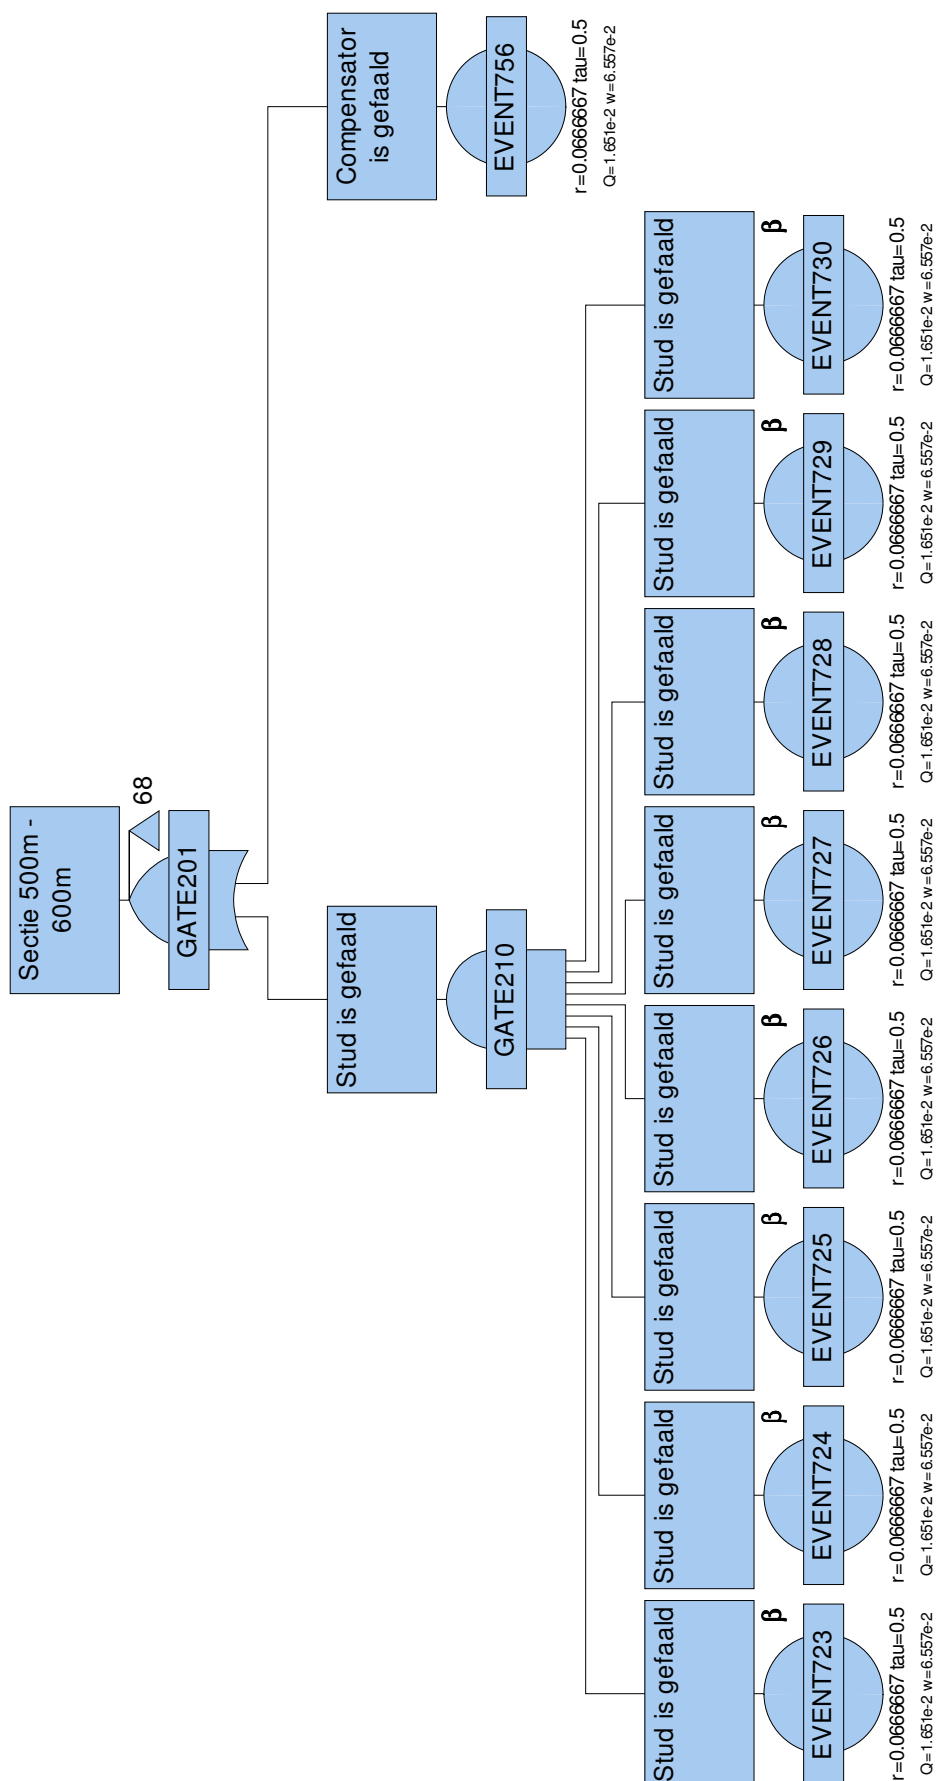 Sectie 500m -
600m
68
GATE201
Stud is gefaald
GATE210
Compensator
is gefaald
EVENT756
r=0.0666667 tau=0.5
Q=1.651e-2 w=6.557e-2
Stud is gefaald
β
EVENT723
r=0.0666667 tau=0.5
Q=1.651e-2 w=6.557e-2
Stud is gefaald
β
EVENT724
r=0.0666667 tau=0.5
Q=1.651e-2 w=6.557e-2
Stud is gefaald
β
EVENT725
r=0.0666667 tau=0.5
Q=1.651e-2 w=6.557e-2
Stud is gefaald
β
EVENT726
r=0.0666667 tau=0.5
Q=1.651e-2 w=6.557e-2
Stud is gefaald
β
EVENT727
r=0.0666667 tau=0.5
Q=1.651e-2 w=6.557e-2
Stud is gefaald
β
EVENT728
r=0.0666667 tau=0.5
Q=1.651e-2 w=6.557e-2
Stud is gefaald
β
EVENT729
r=0.0666667 tau=0.5
Q=1.651e-2 w=6.557e-2
Stud is gefaald
β
EVENT730
r=0.0666667 tau=0.5
Q=1.651e-2 w=6.557e-2